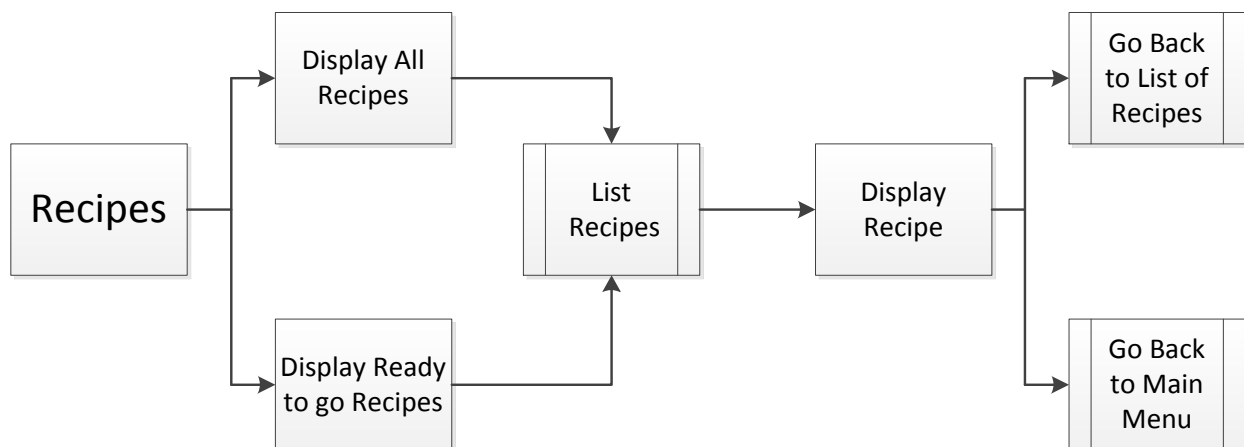 Recipes
Display All
Recipes
Display Ready
to go Recipes
List
Recipes
Display
Recipe
Go Back
to List of
Recipes
Go Back
to Main
Menu